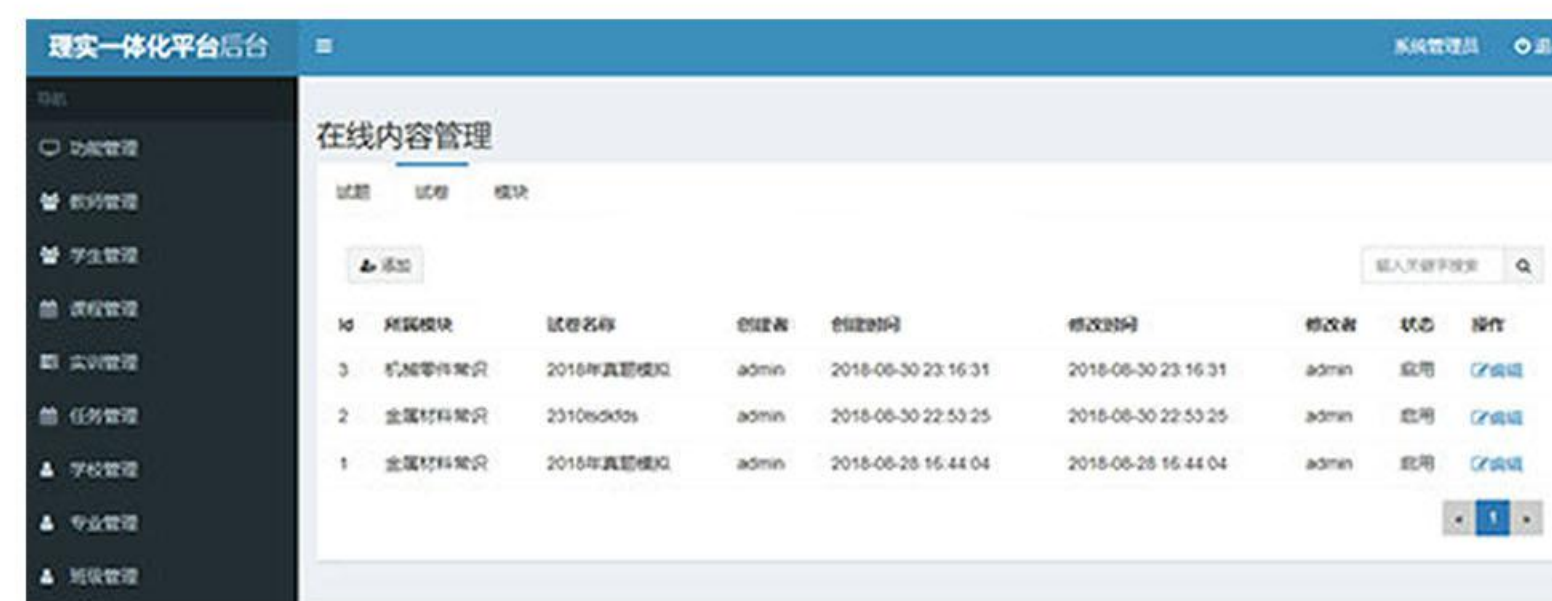 理实一体化平台后台 系统管理员
导航
功能管理
教师管理
学生管理
课程管理
实训管理
任务管理
学校管理
专业管理
班级管理
在线内容管理
试题 试卷 模块
添加 输入关键字搜索
Id 所属模块 试卷名称 创建者 创建时间 修改时间 修改者 状态 操作
3 机械零件常识 2018年真题模拟 admin 2018-08-30 23:16:31 2018-08-30 23:16:31 admin 启用 编辑
2 金属材料常识 admin 2018-08-30 22:53:25 2018-08-30 22:53:25 admin 启用 编辑
1 金属材料常识 2018年真题模拟 admin 2018-08-28 16:44:04 2018-08-28 16:44:04 admin 启用 编辑
« 1 »